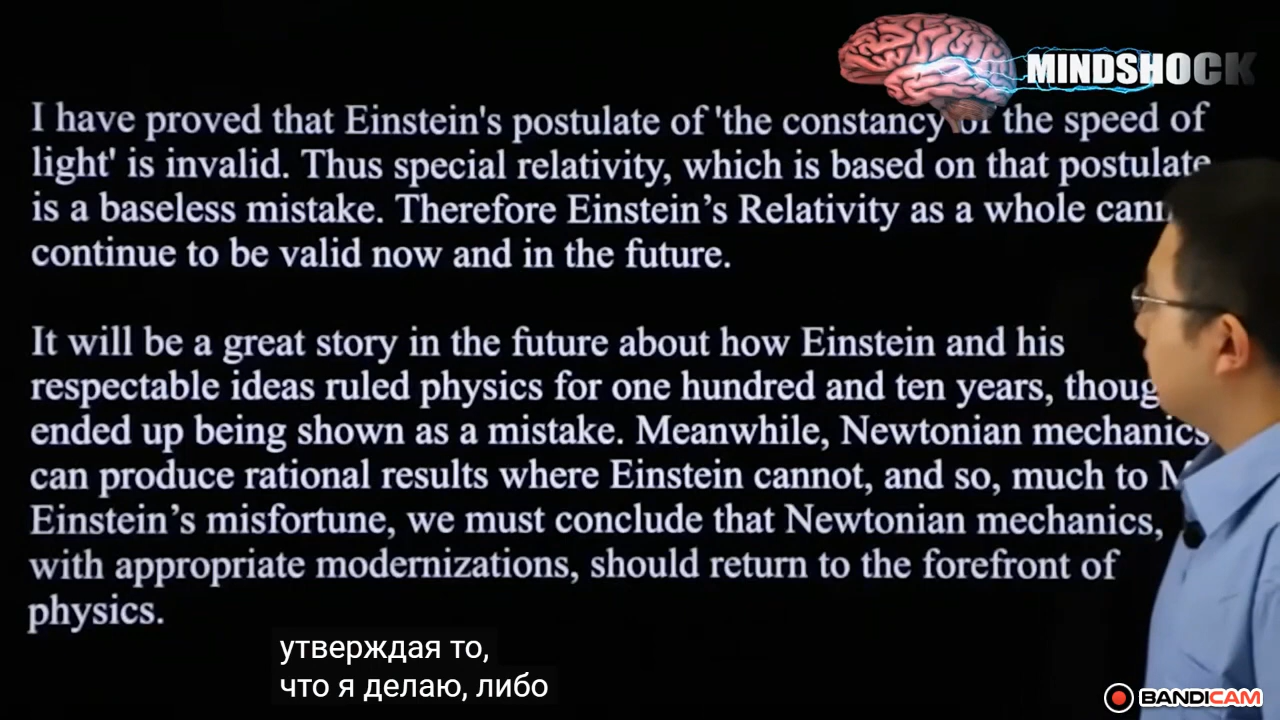 MINDSHOCK
I have proved that Einstein's postulate of 'the constancy of the speed of
light' is invalid. Thus special relativity, which is based on that postulate
is a baseless mistake. Therefore Einstein’s Relativity as a whole
continue to be valid now and in the future.
It will be a great story in the future about how Einstein and his
respectable ideas ruled physics for one hundred and ten years,
ended up being shown as a mistake. Meanwhile, Newtonian mechanics
can produce rational results where Einstein cannot, and so, much to
Einstein’s misfortune, we must conclude that Newtonian mechanics,
with appropriate modernizations, should return to the forefront of
physics.
утверждая то,
что я делаю, либо
BANDICAM